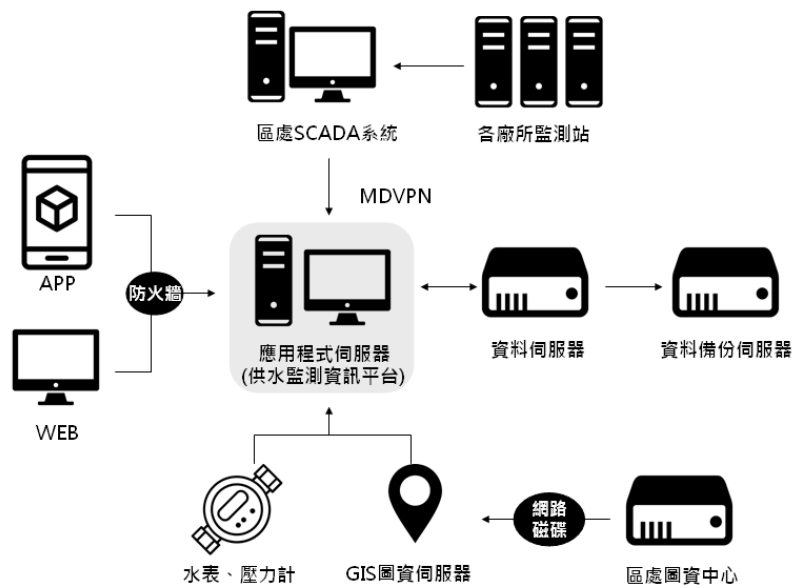 區處SCADA系統
各廠所監測站
MDVPN
APP
防火牆
WEB
應用程式伺服器
(供水監測資訊平台)
資料伺服器
資料備份伺服器
水表、壓力計
GIS圖資伺服器
網路
磁碟
區處圖資中心